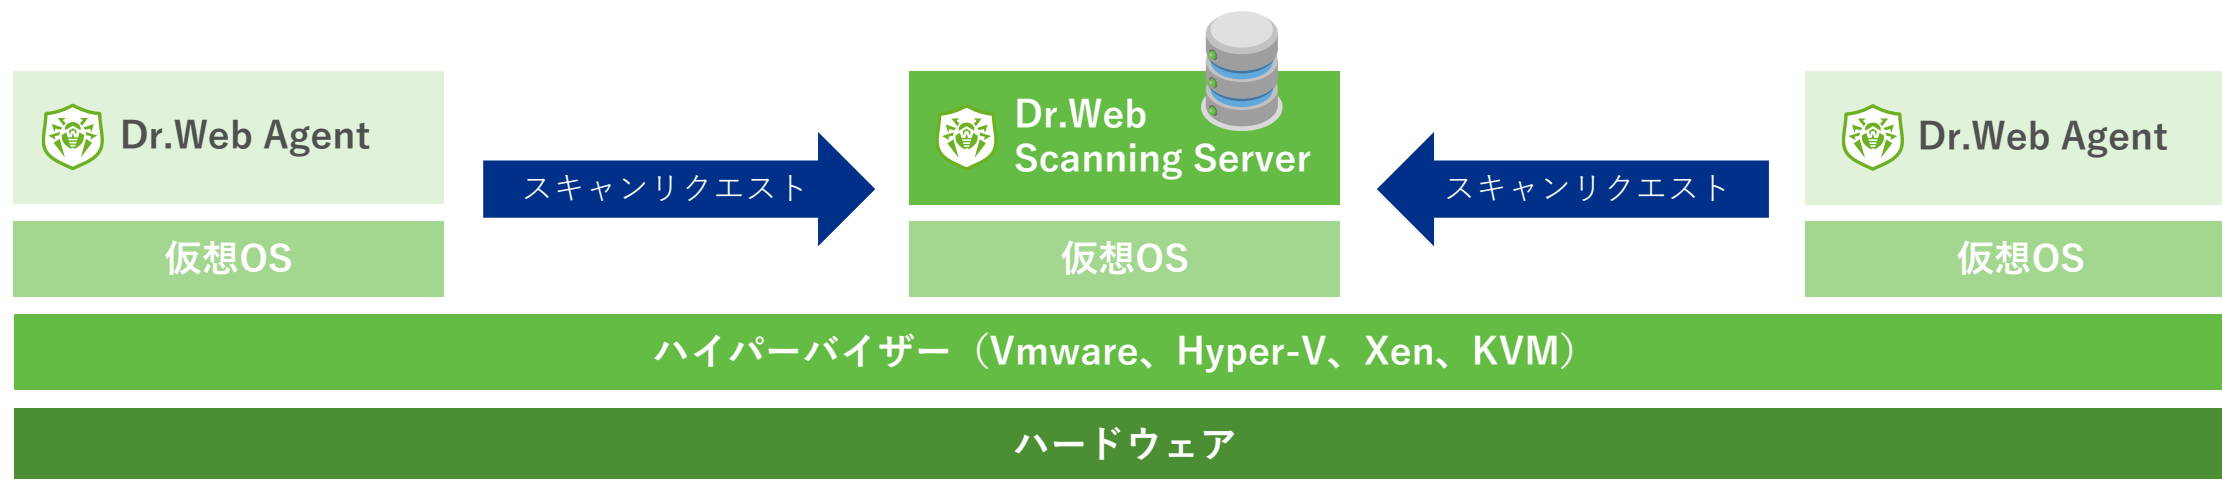 Dr.Web Agent
スキャンリクエスト
Dr.Web
Scanning Server
スキャンリクエスト
Dr.Web Agent
仮想OS
仮想OS
仮想OS
ハイパーバイザー（Vmware、Hyper-V、Xen、KVM）
ハードウェア